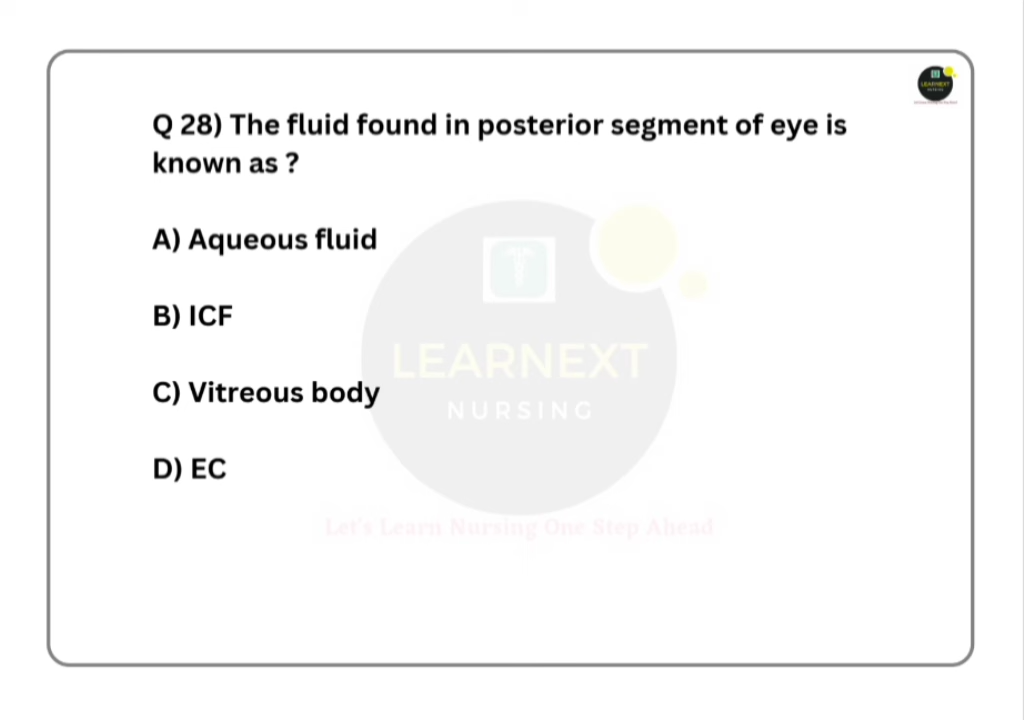 LEARNEXT
Q 28) The fluid found in posterior segment of eye is
known as ?
A) Aqueous fluid
B) ICF
C) Vitreous body
D) EC
LEARNEXT
NURSING
Let's Learn Nursing One Step Ahead